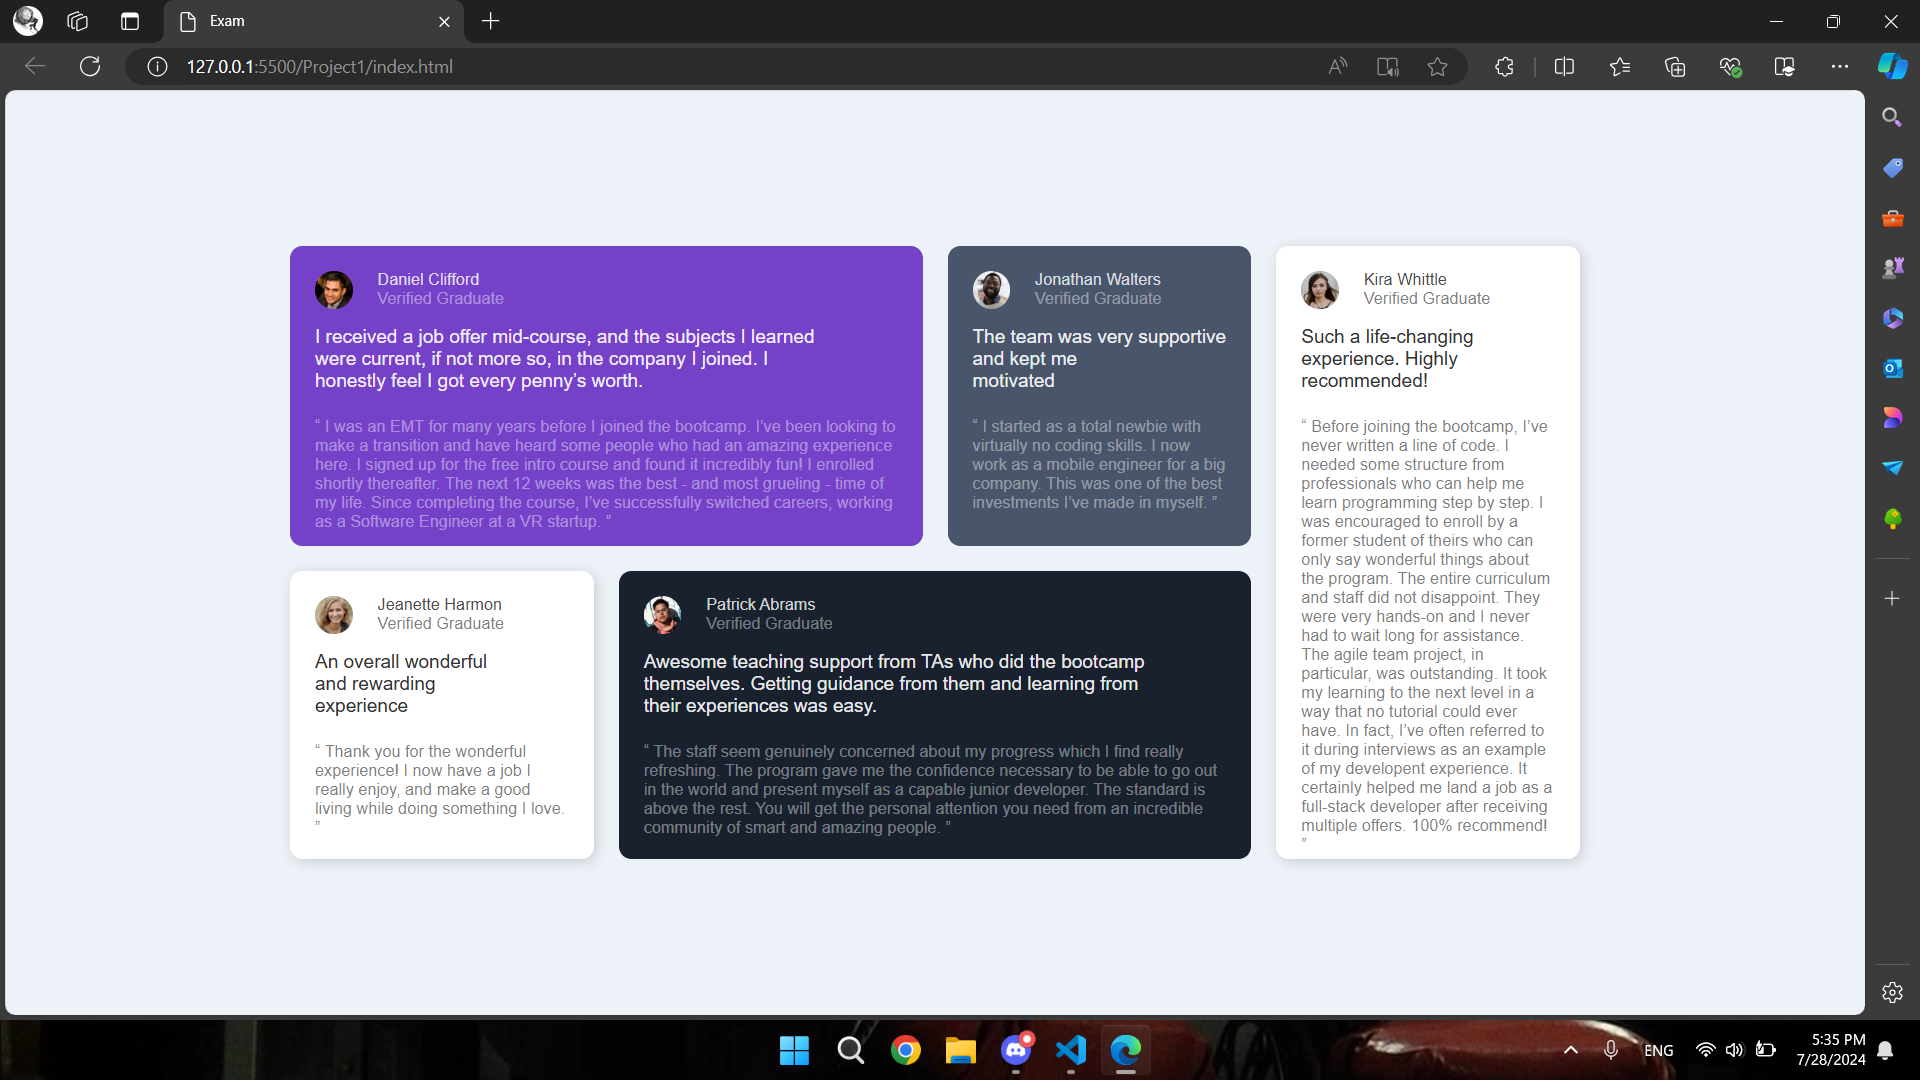 Exam
127.0.0.1:5500/Project1/index.html
Daniel Clifford
Verified Graduate
I received a job offer mid-course, and the subjects I learned
were current, if not more so, in the company I joined. I
honestly feel I got every penny’s worth.
“ I was an EMT for many years before I joined the bootcamp. I’ve been looking to
make a transition and have heard some people who had an amazing experience
here. I signed up for the free intro course and found it incredibly fun! I enrolled
shortly thereafter. The next 12 weeks was the best - and most grueling - time of
my life. Since completing the course, I’ve successfully switched careers, working
as a Software Engineer at a VR startup. ”
Jonathan Walters
Verified Graduate
The team was very supportive
and kept me
motivated
“ I started as a total newbie with
virtually no coding skills. I now
work as a mobile engineer for a big
company. This was one of the best
investments I’ve made in myself. ”
Kira Whittle
Verified Graduate
Such a life-changing
experience. Highly
recommended!
“ Before joining the bootcamp, I’ve
never written a line of code. I
needed some structure from
professionals who can help me
learn programming step by step. I
was encouraged to enroll by a
former student of theirs who can
only say wonderful things about
the program. The entire curriculum
and staff did not disappoint. They
were very hands-on and I never
had to wait long for assistance.
The agile team project, in
particular, was outstanding. It took
my learning to the next level in a
way that no tutorial could ever
have. In fact, I’ve often referred to
it during interviews as an example
of my developent experience. It
certainly helped me land a job as a
full-stack developer after receiving
multiple offers. 100% recommend!
”
Jeanette Harmon
Verified Graduate
An overall wonderful
and rewarding
experience
“ Thank you for the wonderful
experience! I now have a job I
really enjoy, and make a good
living while doing something I love.
”
Patrick Abrams
Verified Graduate
Awesome teaching support from TAs who did the bootcamp
themselves. Getting guidance from them and learning from
their experiences was easy.
“ The staff seem genuinely concerned about my progress which I find really
refreshing. The program gave me the confidence necessary to be able to go out
in the world and present myself as a capable junior developer. The standard is
above the rest. You will get the personal attention you need from an incredible
community of smart and amazing people. ”
ENG
5:35 PM
7/28/2024